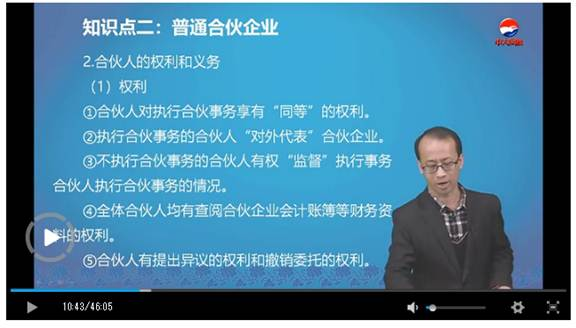 知识点二：普通合伙企业
2.合伙人的权利和义务
（1）权利
①合伙人对执行合伙事务享有“同等”的权利。
②执行合伙事务的合伙人“对外代表”合伙企业。
③不执行合伙事务的合伙人有权“监督”执行事务
合伙人执行合伙事务的情况。
④全体合伙人均有查阅合伙企业会计账簿等财务资
料的权利。
⑤合伙人有提出异议的权利和撤销委托的权利。
10:43/46:05